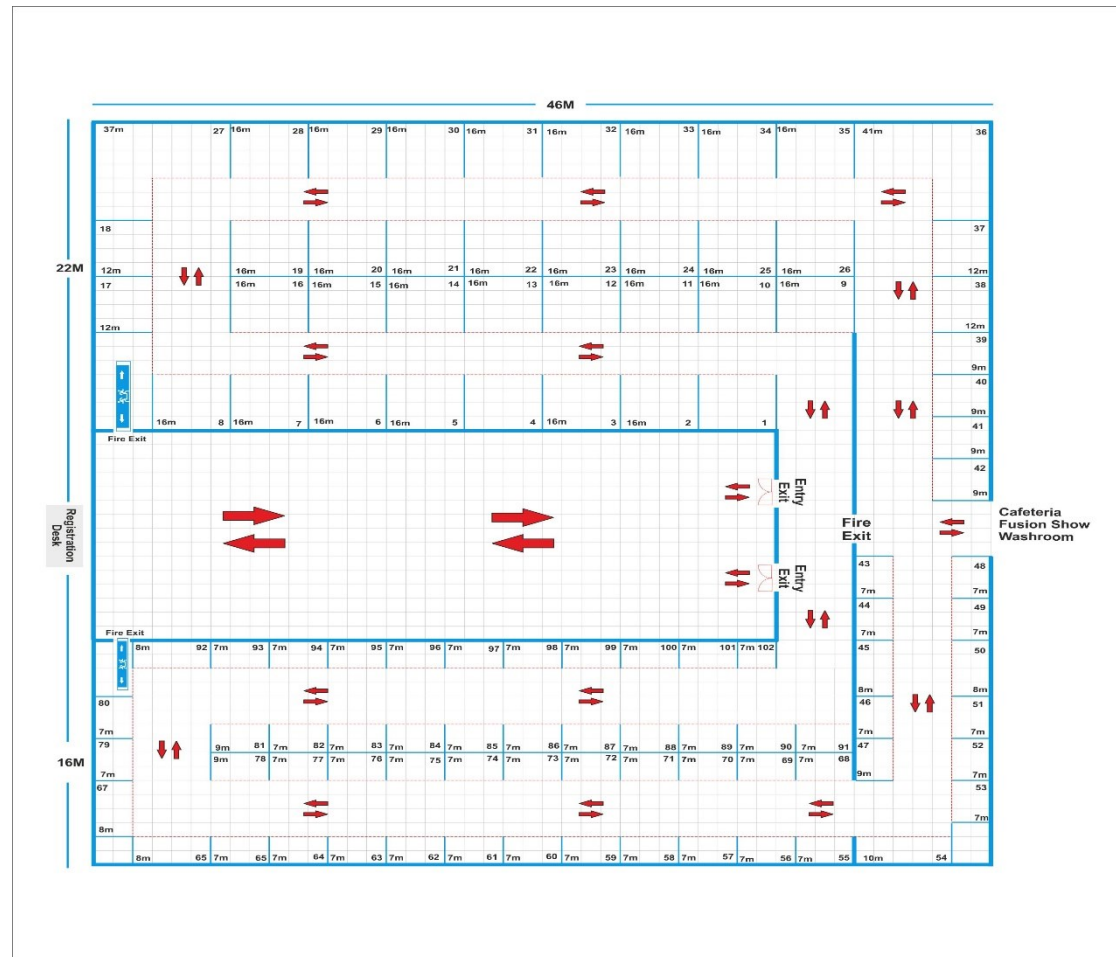 46M
37m 27 16m 28 16m 29 16m 30 16m 31 16m 32 16m 33 16m 34 16m 35 41m 36
18 37
22M
12m 16m 19 16m 20 16m 21 16m 22 16m 23 16m 24 16m 25 16m 26 12m
17 16m 16 16m 15 16m 14 16m 13 16m 12 16m 11 16m 10 16m 9 38
12m 12m
39
9m
40
9m
16m 8 16m 7 16m 6 16m 5 4 16m 3 16m 2 1 41
Fire Exit
9m
42
9m
Entry
Exit
Registration
Desk
Fire
Exit
Cafeteria
Fusion Show
Washroom
Entry
Exit
43 48
7m 7m
44 49
7m 7m
Fire Exit
8m 92 7m 93 7m 94 7m 95 7m 96 7m 97 7m 98 7m 99 7m 100 7m 101 7m 102 45 50
8m 8m
80 46 51
7m 7m 7m
79 9m 81 7m 82 7m 83 7m 84 7m 85 7m 86 7m 87 7m 88 7m 89 7m 90 7m 91 47 52
16M
9m 78 7m 77 7m 76 7m 75 7m 74 7m 73 7m 72 7m 71 7m 70 7m 69 7m 68
7m 9m 7m
67 53
7m
8m
8m 65 7m 65 7m 64 7m 63 7m 62 7m 61 7m 60 7m 59 7m 58 7m 57 7m 56 7m 55 10m 54